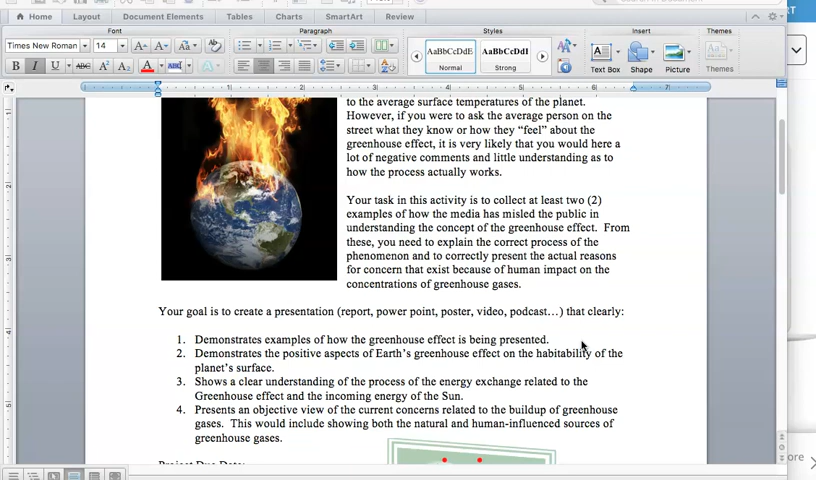 Home Layout Document Elements Tables Charts SmartArt Review
Font Paragraph Styles Insert Themes
Times New Roman 14 Aa
AaBbCcDdE AaBbCcDdI
B I U ABC A A A Normal Strong Text Box Shape Picture Themes
1 2 3 4 5 6 7
to the average surface temperatures of the planet.
However, if you were to ask the average person on the
street what they know or how they “feel” about the
greenhouse effect, it is very likely that you would here a
lot of negative comments and little understanding as to
how the process actually works.
Your task in this activity is to collect at least two (2)
examples of how the media has misled the public in
understanding the concept of the greenhouse effect. From
these, you need to explain the correct process of the
phenomenon and to correctly present the actual reasons
for concern that exist because of human impact on the
concentrations of greenhouse gases.
Your goal is to create a presentation (report, power point, poster, video, podcast...) that clearly:
1. Demonstrates examples of how the greenhouse effect is being presented.
2. Demonstrates the positive aspects of Earth’s greenhouse effect on the habitability of the
planet’s surface.
3. Shows a clear understanding of the process of the energy exchange related to the
Greenhouse effect and the incoming energy of the Sun.
4. Presents an objective view of the current concerns related to the buildup of greenhouse
gases. This would include showing both the natural and human-influenced sources of
greenhouse gases.
Project Due Date: